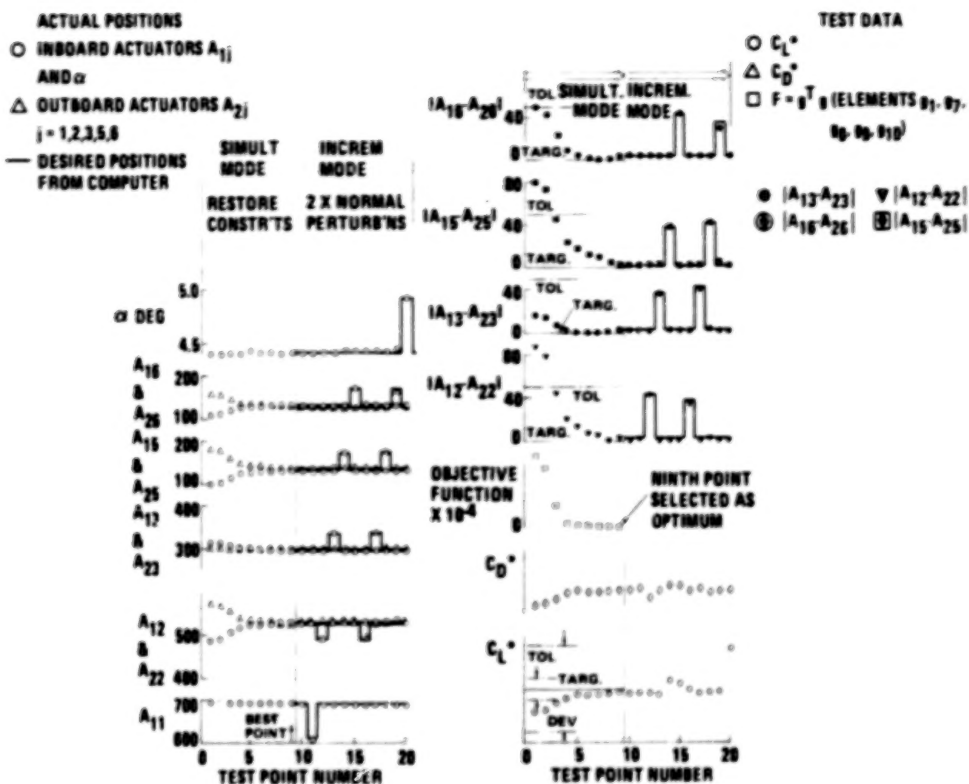 ACTUAL POSITIONS
○ INBOARD ACTUATORS A1j
AND α
△ OUTBOARD ACTUATORS A2j
j = 1,2,3,5,6
— DESIRED POSITIONS
FROM COMPUTER
SIMULT
MODE
RESTORE
CONSTR'TS
INCREM
MODE
2 X NORMAL
PERTURB'NS
α DEG
5.0
4.5
A16
&
A26
200
100
A15
&
A25
200
100
A13
&
A23
400
300
A12
&
A22
500
400
A11
700
600
BEST
POINT
0 5 10 15 20
TEST POINT NUMBER
TEST DATA
○ CL*
△ CD*
□ F = gT g (ELEMENTS g1, g7,
g8, g9, g10)
● |A13-A23| ▼ |A12-A22|
|A16-A26| |A15-A25|
|A16-A26|
40
0
TOL
TARG.
SIMULT.
MODE
INCREM.
MODE
|A15-A25|
80
40
0
TOL
TARG.
|A13-A23|
40
0
TOL
TARG.
|A12-A22|
80
40
0
TOL
TARG.
OBJECTIVE
FUNCTION
X 10-4
0
NINTH POINT
SELECTED AS
OPTIMUM
CD*
CL*
TOL
TARG.
DEV
0 5 10 15 20
TEST POINT NUMBER